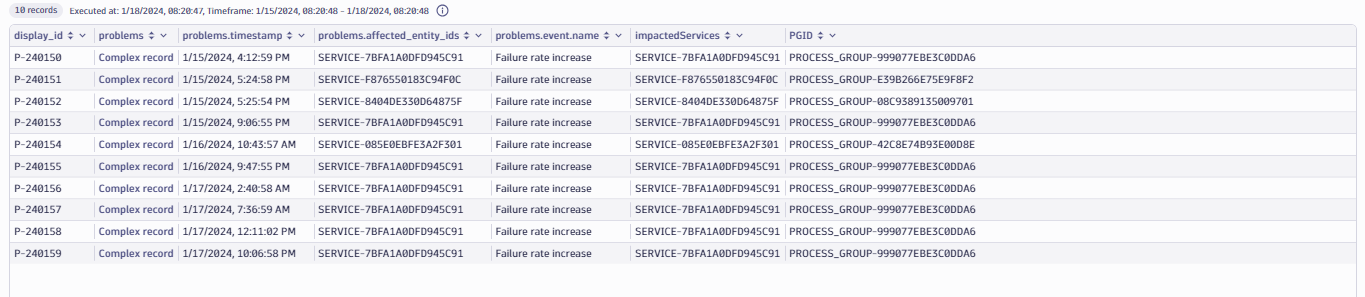 10 records Executed at: 1/18/2024, 08:20:47, Timeframe: 1/15/2024, 08:20:48 - 1/18/2024, 08:20:48
display_id problems problems.timestamp problems.affected_entity_ids problems.event.name impactedServices PGID
P-240150 Complex record 1/15/2024, 4:12:59 PM SERVICE-7BFA1A0DFD945C91 Failure rate increase SERVICE-7BFA1A0DFD945C91 PROCESS_GROUP-999077EBE3C0DDA6
P-240151 Complex record 1/15/2024, 5:24:58 PM SERVICE-F876550183C94F0C Failure rate increase SERVICE-F876550183C94F0C PROCESS_GROUP-E39B266E75E9F8F2
P-240152 Complex record 1/15/2024, 5:25:54 PM SERVICE-8404DE330D64875F Failure rate increase SERVICE-8404DE330D64875F PROCESS_GROUP-08C9389135009701
P-240153 Complex record 1/15/2024, 9:06:55 PM SERVICE-7BFA1A0DFD945C91 Failure rate increase SERVICE-7BFA1A0DFD945C91 PROCESS_GROUP-999077EBE3C0DDA6
P-240154 Complex record 1/16/2024, 10:43:57 AM SERVICE-085E0EBFE3A2F301 Failure rate increase SERVICE-085E0EBFE3A2F301 PROCESS_GROUP-42C8E74B93E00D8E
P-240155 Complex record 1/16/2024, 9:47:55 PM SERVICE-7BFA1A0DFD945C91 Failure rate increase SERVICE-7BFA1A0DFD945C91 PROCESS_GROUP-999077EBE3C0DDA6
P-240156 Complex record 1/17/2024, 2:40:58 AM SERVICE-7BFA1A0DFD945C91 Failure rate increase SERVICE-7BFA1A0DFD945C91 PROCESS_GROUP-999077EBE3C0DDA6
P-240157 Complex record 1/17/2024, 7:36:59 AM SERVICE-7BFA1A0DFD945C91 Failure rate increase SERVICE-7BFA1A0DFD945C91 PROCESS_GROUP-999077EBE3C0DDA6
P-240158 Complex record 1/17/2024, 12:11:02 PM SERVICE-7BFA1A0DFD945C91 Failure rate increase SERVICE-7BFA1A0DFD945C91 PROCESS_GROUP-999077EBE3C0DDA6
P-240159 Complex record 1/17/2024, 10:06:58 PM SERVICE-7BFA1A0DFD945C91 Failure rate increase SERVICE-7BFA1A0DFD945C91 PROCESS_GROUP-999077EBE3C0DDA6